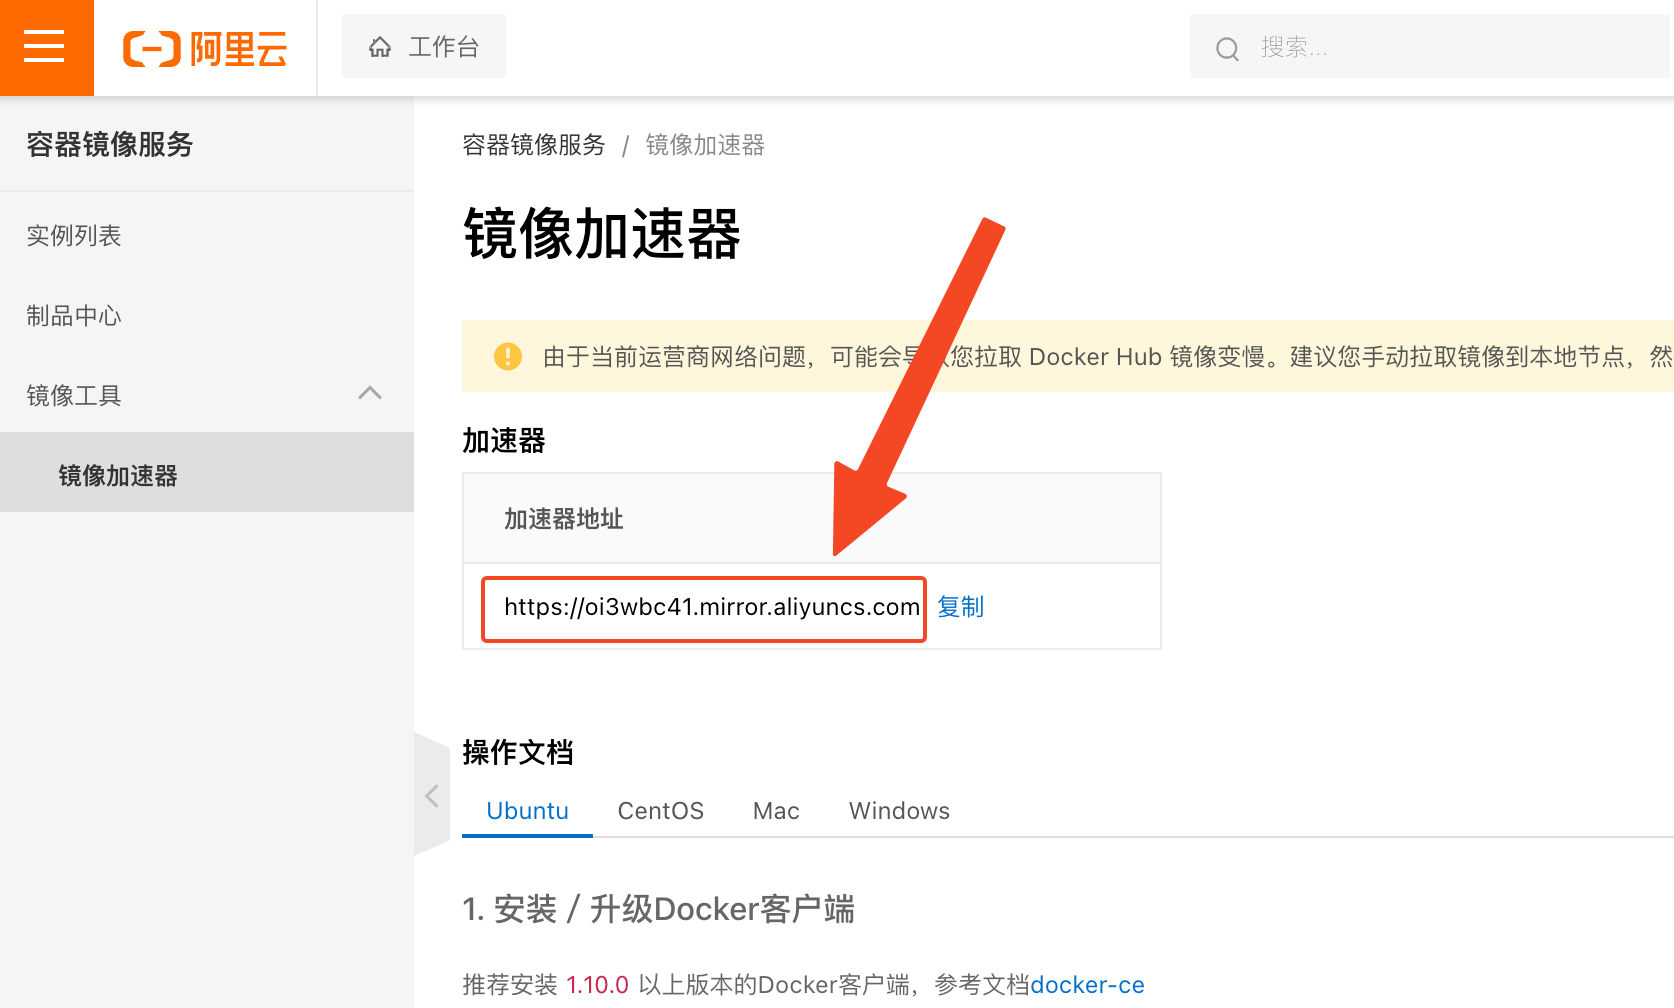 阿里云
工作台
搜索...
容器镜像服务
实例列表
制品中心
镜像工具
镜像加速器
容器镜像服务 / 镜像加速器
镜像加速器
由于当前运营商网络问题，可能会导 您拉取 Docker Hub 镜像变慢。建议您手动拉取镜像到本地节点，然
加速器
加速器地址
https://oi3wbc41.mirror.aliyuncs.com 复制
操作文档
Ubuntu CentOS Mac Windows
1. 安装 / 升级Docker客户端
推荐安装 1.10.0 以上版本的Docker客户端，参考文档docker-ce